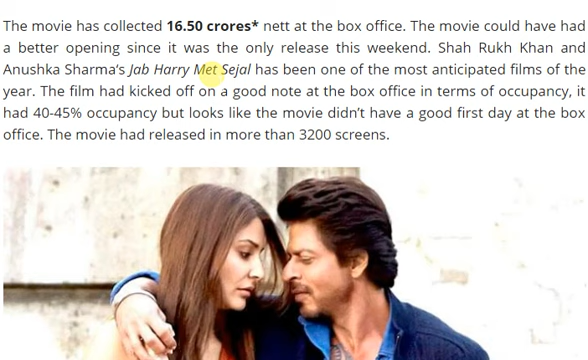 The movie has collected 16.50 crores* nett at the box office. The movie could have had
a better opening since it was the only release this weekend. Shah Rukh Khan and
Anushka Sharma's Jab Harry Met Sejal has been one of the most anticipated films of the
year. The film had kicked off on a good note at the box office in terms of occupancy, it
had 40-45% occupancy but looks like the movie didn't have a good first day at the box
office. The movie had released in more than 3200 screens.